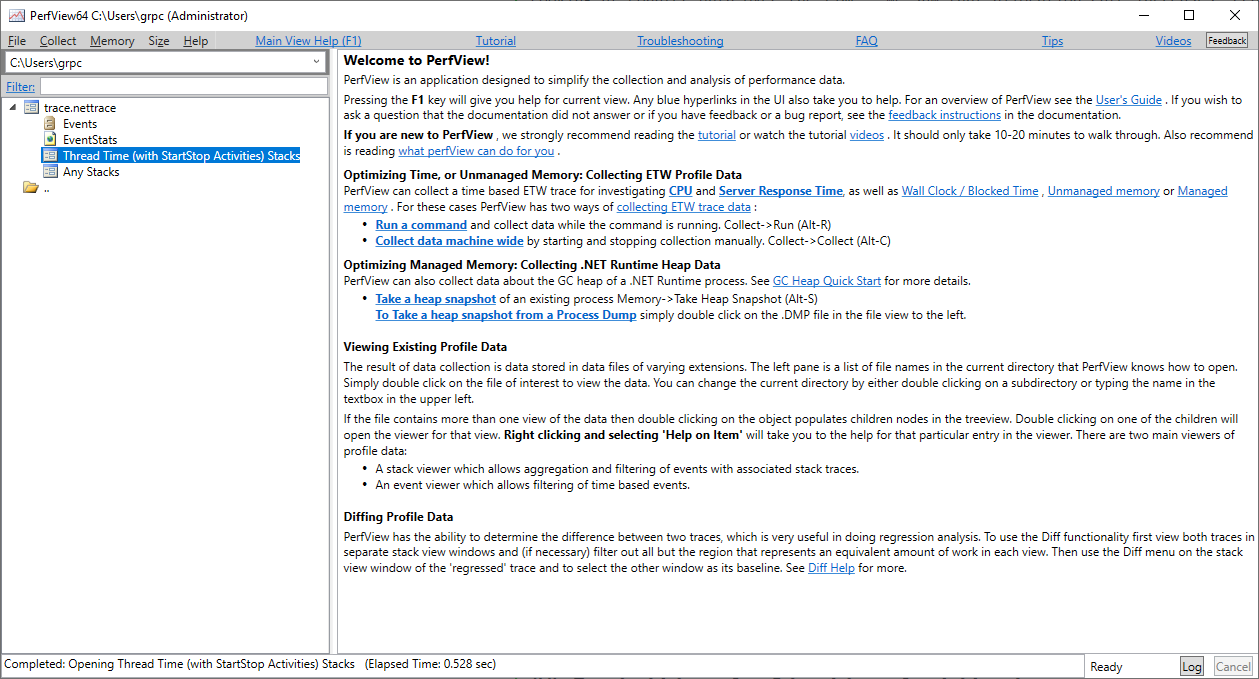 PerfView64 C:\Users\grpc (Administrator)
File Collect Memory Size Help Main View Help (F1) Tutorial Troubleshooting FAQ Tips Videos Feedback
C:\Users\grpc
Filter:
trace.nettrace
Events
EventStats
Thread Time (with StartStop Activities) Stacks
Any Stacks
..
Welcome to PerfView!
PerfView is an application designed to simplify the collection and analysis of performance data.
Pressing the F1 key will give you help for current view. Any blue hyperlinks in the UI also take you to help. For an overview of PerfView see the User's Guide . If you wish to
ask a question that the documentation did not answer or if you have feedback or a bug report, see the feedback instructions in the documentation.
If you are new to PerfView , we strongly recommend reading the tutorial or watch the tutorial videos . It should only take 10-20 minutes to walk through. Also recommend
is reading what perfView can do for you .
Optimizing Time, or Unmanaged Memory: Collecting ETW Profile Data
PerfView can collect a time based ETW trace for investigating CPU and Server Response Time, as well as Wall Clock / Blocked Time , Unmanaged memory or Managed
memory . For these cases PerfView has two ways of collecting ETW trace data :
• Run a command and collect data while the command is running. Collect->Run (Alt-R)
• Collect data machine wide by starting and stopping collection manually. Collect->Collect (Alt-C)
Optimizing Managed Memory: Collecting .NET Runtime Heap Data
PerfView can also collect data about the GC heap of a .NET Runtime process. See GC Heap Quick Start for more details.
• Take a heap snapshot of an existing process Memory->Take Heap Snapshot (Alt-S)
To Take a heap snapshot from a Process Dump simply double click on the .DMP file in the file view to the left.
Viewing Existing Profile Data
The result of data collection is data stored in data files of varying extensions. The left pane is a list of file names in the current directory that PerfView knows how to open.
Simply double click on the file of interest to view the data. You can change the current directory by either double clicking on a subdirectory or typing the name in the
textbox in the upper left.
If the file contains more than one view of the data then double clicking on the object populates children nodes in the treeview. Double clicking on one of the children will
open the viewer for that view. Right clicking and selecting 'Help on Item' will take you to the help for that particular entry in the viewer. There are two main viewers of
profile data:
• A stack viewer which allows aggregation and filtering of events with associated stack traces.
• An event viewer which allows filtering of time based events.
Diffing Profile Data
PerfView has the ability to determine the difference between two traces, which is very useful in doing regression analysis. To use the Diff functionality first view both traces in
separate stack view windows and (if necessary) filter out all but the region that represents an equivalent amount of work in each view. Then use the Diff menu on the stack
view window of the 'regressed' trace and to select the other window as its baseline. See Diff Help for more.
Completed: Opening Thread Time (with StartStop Activities) Stacks (Elapsed Time: 0.528 sec)
Ready Log Cancel